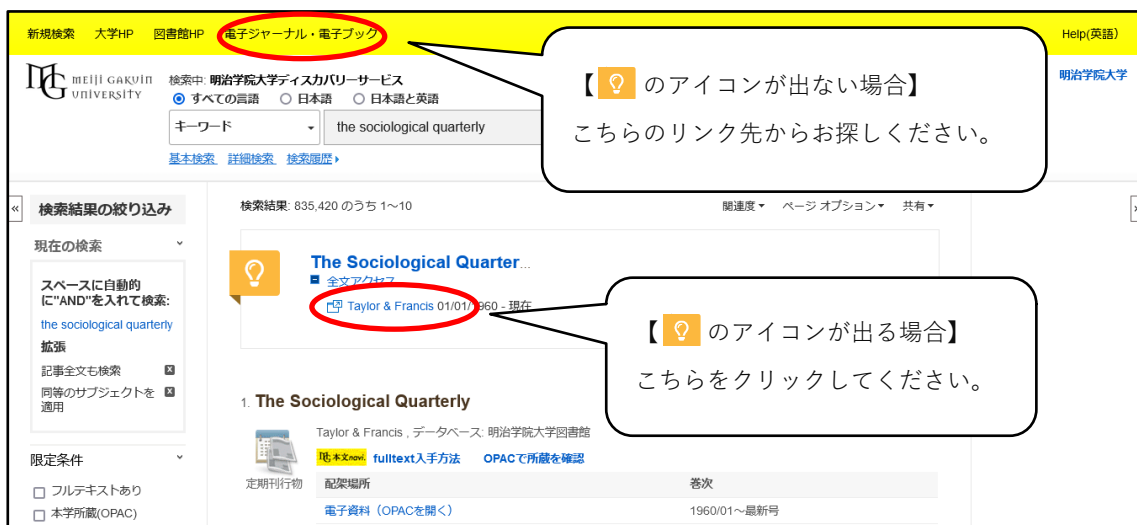 新規検索 大学HP 図書館HP 電子ジャーナル・電子ブック Help(英語)
MEIJI GAKUIN UNIVERSITY
検索中: 明治学院大学ディスカバリーサービス
明治学院大学
すべての言語 日本語 日本語と英語
キーワード the sociological quarterly
基本検索 詳細検索 検索履歴
【 のアイコンが出ない場合】
こちらのリンク先からお探しください。
«
検索結果の絞り込み
現在の検索
スペースに自動的
に"AND"を入れて検索:
the sociological quarterly
拡張
記事全文も検索
同等のサブジェクトを
適用
限定条件
フルテキストあり
本学所蔵(OPAC)
検索結果: 835,420 のうち 1～10 関連度 ページ オプション 共有
The Sociological Quarter...
全文アクセス
Taylor & Francis 01/01/1960 - 現在
【 のアイコンが出る場合】
こちらをクリックしてください。
1. The Sociological Quarterly
Taylor & Francis , データベース: 明治学院大学図書館
本文navi. fulltext入手方法 OPACで所蔵を確認
定期刊行物
配架場所 巻次
電子資料（OPACを開く） 1960/01～最新号